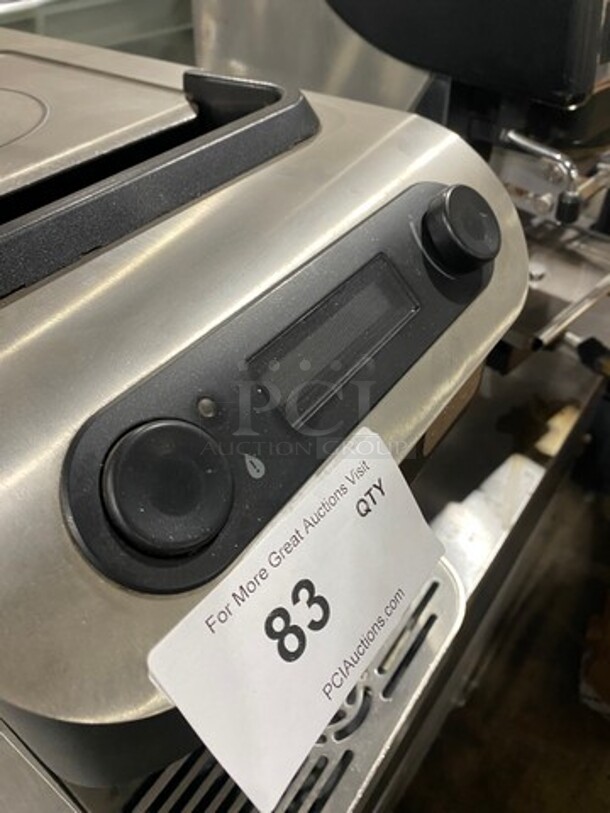 PCI
AUCTION GROUP
For More Great Auctions Visit
QTY
83
PCIAuctions.com